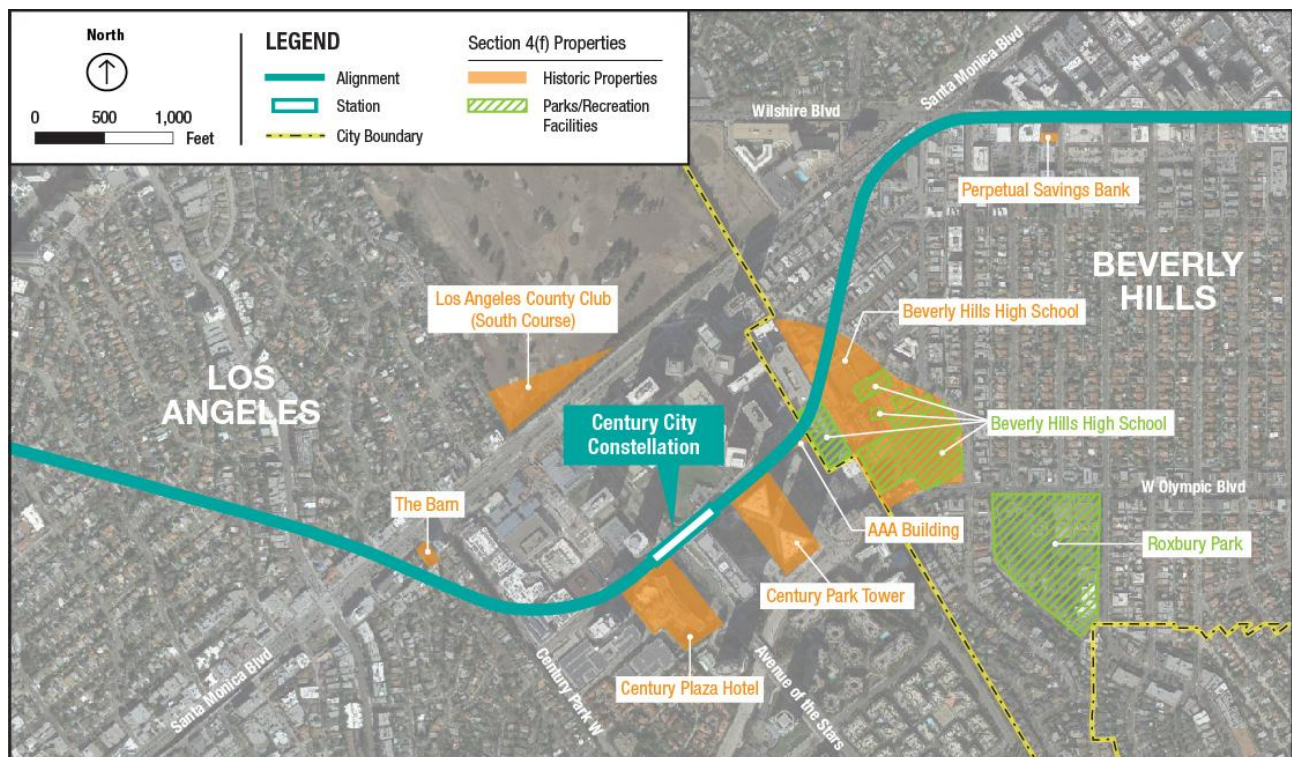 North
0 500 1,000
Feet
LEGEND
Alignment
Station
City Boundary
Section 4(f) Properties
Historic Properties
Parks/Recreation
Facilities
Santa Monica Blvd
Wilshire Blvd
Perpetual Savings Bank
BEVERLY
HILLS
Los Angeles County Club
(South Course)
Beverly Hills High School
LOS
ANGELES
Century City
Constellation
Beverly Hills High School
W Olympic Blvd
The Barn
AAA Building
Roxbury Park
Century Park Tower
Century Plaza Hotel
Santa Monica Blvd
Century Park W
Avenue of the Stars